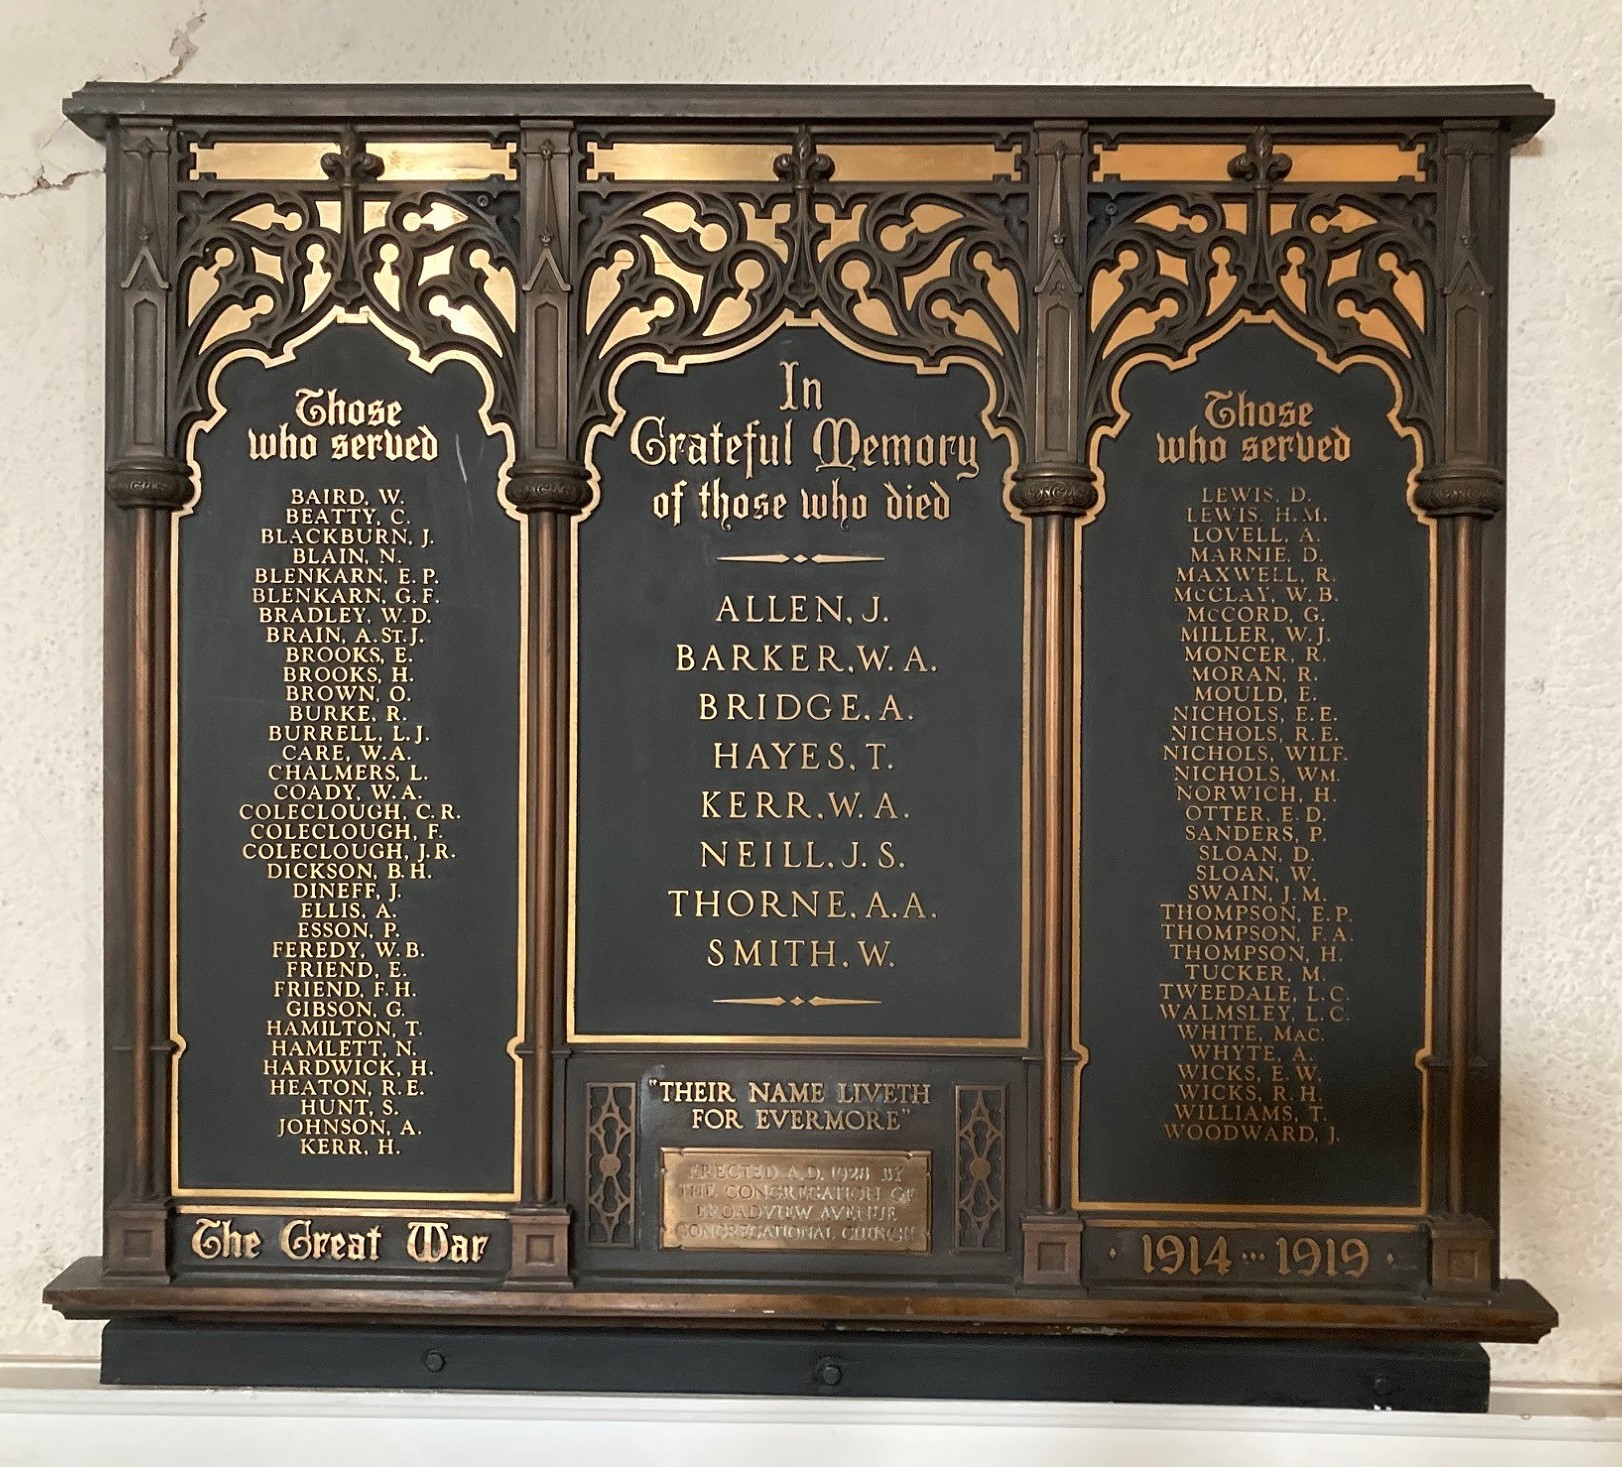 Those
who served
BAIRD, W.
BEATTY, C.
BLACKBURN, J.
BLAIN, N.
BLENKARN, E. P.
BLENKARN, G. F.
BRADLEY, W. D.
BRAIN, A. ST. J.
BROOKS, E.
BROOKS, H.
BROWN, O.
BURKE, R.
BURRELL, L. J.
CARE, W. A.
CHALMERS, L.
COADY, W. A.
COLECLOUGH, C. R.
COLECLOUGH, F.
COLECLOUGH, J. R.
DICKSON, B. H.
DINEFF, J.
ELLIS, A.
ESSON, P.
FEREDY, W. B.
FRIEND, E.
FRIEND, F. H.
GIBSON, G.
HAMILTON, T.
HAMLETT, N.
HARDWICK, H.
HEATON, R. E.
HUNT, S.
JOHNSON, A.
KERR, H.
The Great War
In
Grateful Memory
of those who died
ALLEN, J.
BARKER, W. A.
BRIDGE, A.
HAYES, T.
KERR, W. A.
NEILL, J. S.
THORNE, A. A.
SMITH, W.
"THEIR NAME LIVETH
FOR EVERMORE"
ERECTED A.D. 1928 BY
THE CONGREGATION OF
BROADVIEW AVENUE
CONGREGATIONAL CHURCH
Those
who served
LEWIS, D.
LEWIS, H. M.
LOVELL, A.
MARNIE, D.
MAXWELL, R.
McCLAY, W. B.
McCORD, G.
MILLER, W. J.
MONCER, R.
MORAN, R.
MOULD, E.
NICHOLS, E. E.
NICHOLS, R. E.
NICHOLS, WILF.
NICHOLS, WM.
NORWICH, H.
OTTER, E. D.
SANDERS, P.
SLOAN, D.
SLOAN, W.
SWAIN, J. M.
THOMPSON, E. P.
THOMPSON, F. A.
THOMPSON, H.
TUCKER, M.
TWEEDALE, L. C.
WALMSLEY, L. C.
WHITE, MAC.
WHYTE, A.
WICKS, E. W.
WICKS, R. H.
WILLIAMS, T.
WOODWARD, J.
1914 ... 1919